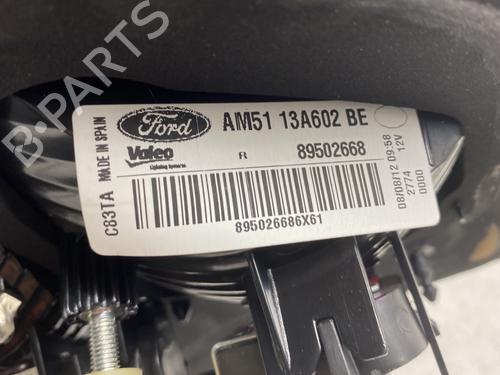 B-PARTS
Ford
AM51 13A602 BE
Valeo
Lighting Systems
R
89502668
895026686X61
C83TA
MADE IN SPAIN
08/08/12 09:58
12V
2774
0000